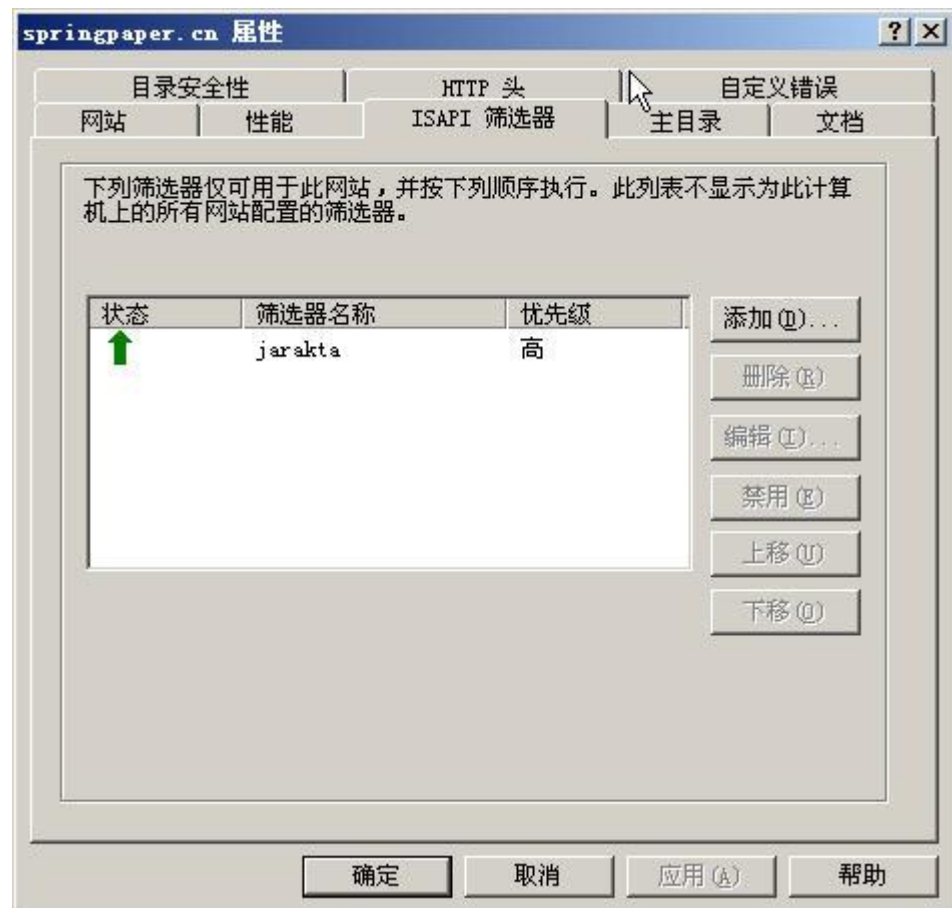 springpaper.cn 属性
目录安全性 HTTP 头 自定义错误
网站 性能 ISAPI 筛选器 主目录 文档
下列筛选器仅可用于此网站，并按下列顺序执行。此列表不显示为此计算
机上的所有网站配置的筛选器。
状态 筛选器名称 优先级
jarakta 高
添加(D)...
删除(R)
编辑(I)...
禁用(E)
上移(U)
下移(O)
确定 取消 应用(A) 帮助